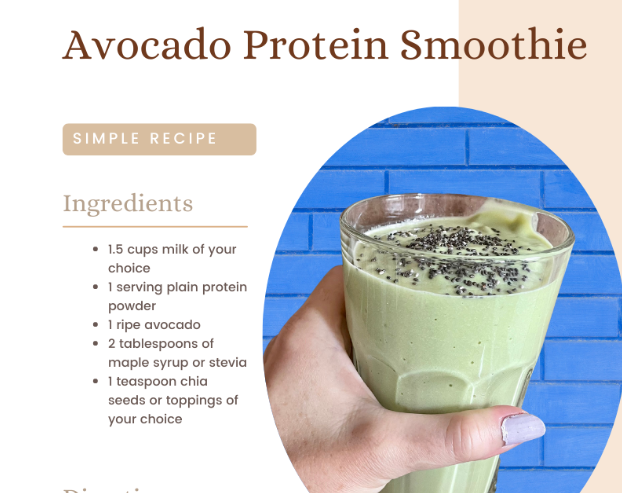 Avocado Protein Smoothie
SIMPLE RECIPE
Ingredients
1.5 cups milk of your
choice
1 serving plain protein
powder
1 ripe avocado
2 tablespoons of
maple syrup or stevia
1 teaspoon chia
seeds or toppings of
your choice